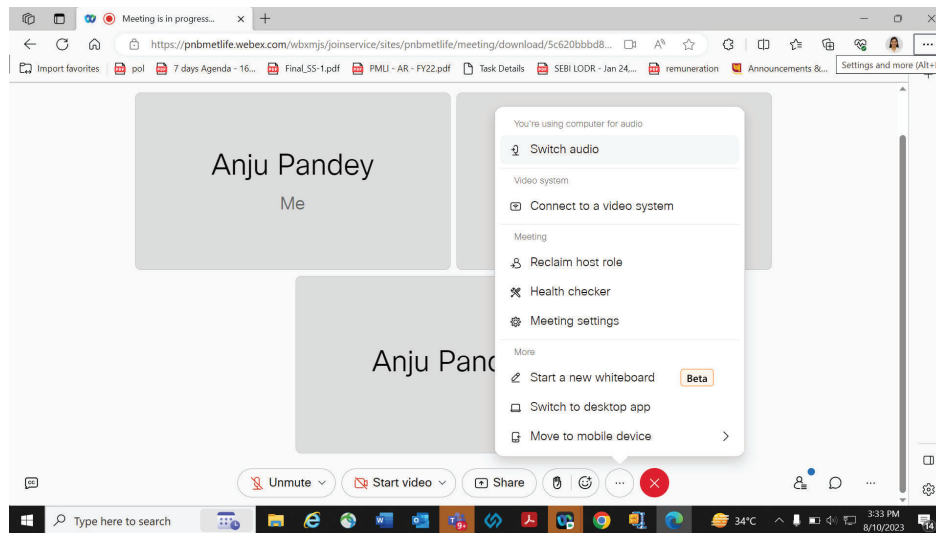 Meeting is in progress...
https://pnbmetlife.webex.com/wbxmjs/joinservice/sites/pnbmetlife/meeting/download/5c620bbbd8...
Import favorites
pol
7 days Agenda - 16...
Final_SS-1.pdf
PMLI - AR - FY22.pdf
Task Details
SEBI LODR - Jan 24,...
remuneration
Announcements &...
Settings and more (Alt+
Anju Pandey
Me
You're using computer for audio
Switch audio
Video system
Connect to a video system
Meeting
Reclaim host role
Health checker
Meeting settings
More
Start a new whiteboard
Beta
Switch to desktop app
Move to mobile device
Anju Pand
Unmute
Start video
Share
Type here to search
34°C
3:33 PM
8/10/2023
14